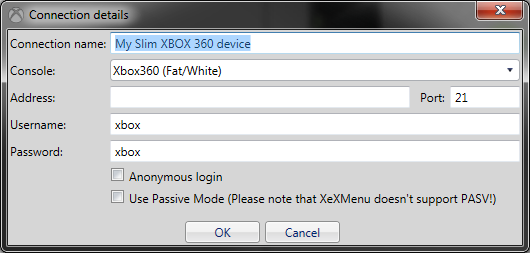 Connection details
Connection name: My Slim XBOX 360 device
Console: Xbox360 (Fat/White)
Address: Port: 21
Username: xbox
Password: xbox
Anonymous login
Use Passive Mode (Please note that XeXMenu doesn't support PASV!)
OK Cancel